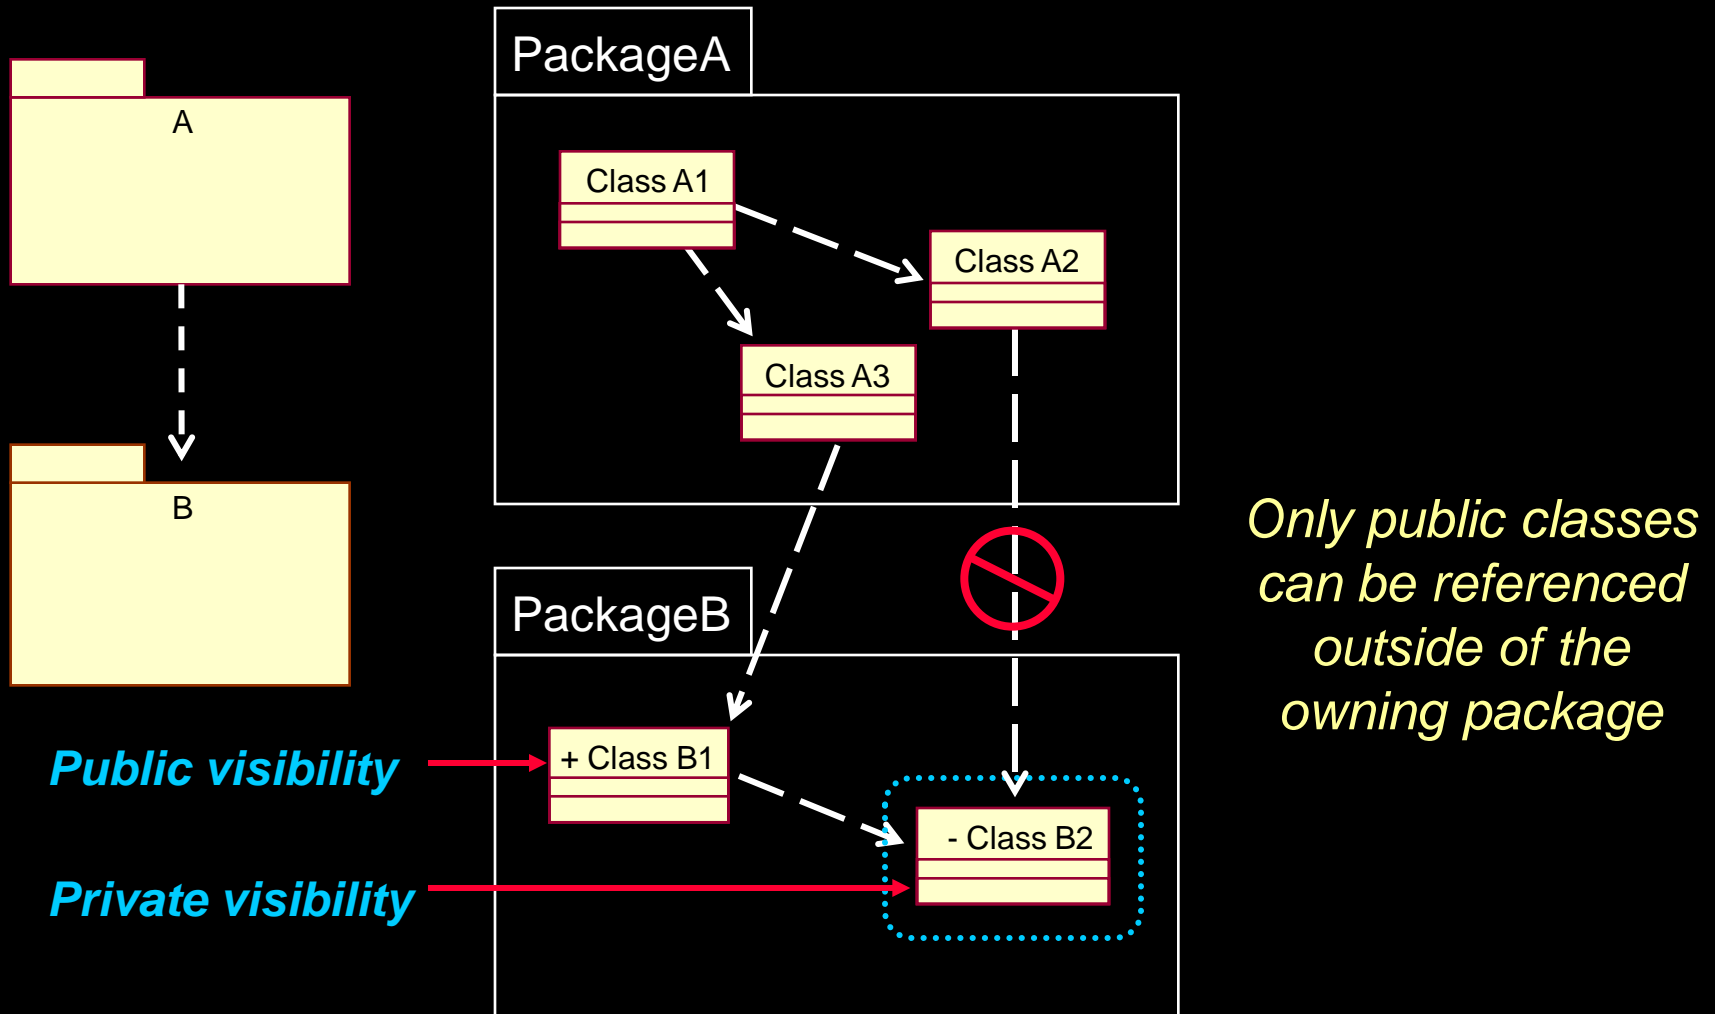 PackageA
A
Class A1
Class A2
Class A3
B
Only public classes
can be referenced
outside of the
owning package
PackageB
Public visibility
+ Class B1
- Class B2
Private visibility